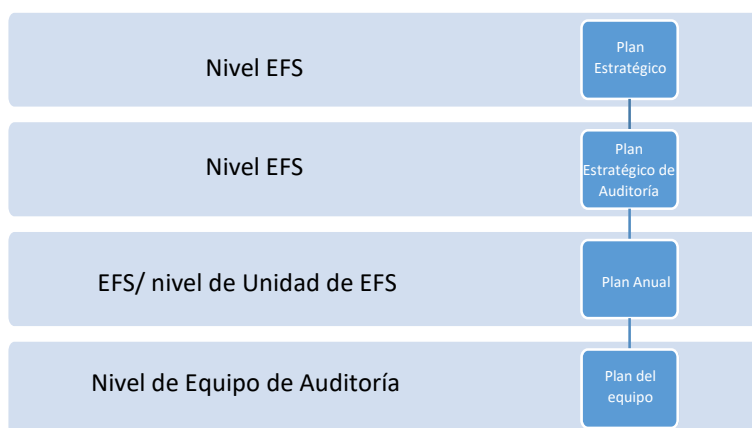 Nivel EFS
Plan
Estratégico
Nivel EFS
Plan
Estratégico de
Auditoría
EFS/ nivel de Unidad de EFS
Plan Anual
Nivel de Equipo de Auditoría
Plan del
equipo